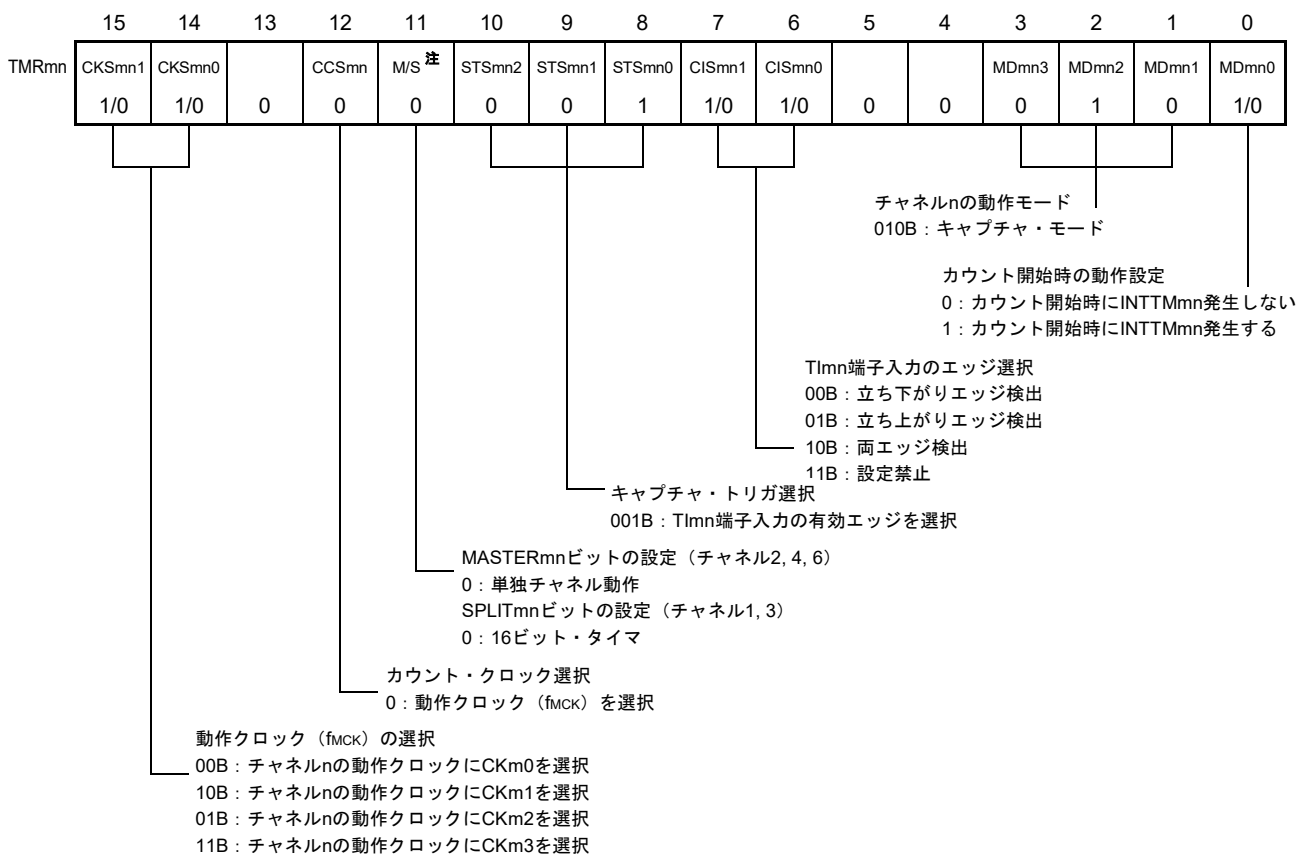 15 14 13 12 11 10 9 8 7 6 5 4 3 2 1 0
TMRmn CKSmn1 CKSmn0 CCSmn M/S 注 STSmn2 STSmn1 STSmn0 CISmn1 CISmn0 MDmn3 MDmn2 MDmn1 MDmn0
1/0 1/0 0 0 0 0 0 1 1/0 1/0 0 0 0 1 0 1/0
チャネルnの動作モード
010B：キャプチャ・モード
カウント開始時の動作設定
0：カウント開始時にINTTMmn発生しない
1：カウント開始時にINTTMmn発生する
TImn端子入力のエッジ選択
00B：立ち下がりエッジ検出
01B：立ち上がりエッジ検出
10B：両エッジ検出
11B：設定禁止
キャプチャ・トリガ選択
001B：TImn端子入力の有効エッジを選択
MASTERmnビットの設定（チャネル2, 4, 6）
0：単独チャネル動作
SPLITmnビットの設定（チャネル1, 3）
0：16ビット・タイマ
カウント・クロック選択
0：動作クロック（fMCK）を選択
動作クロック（fMCK）の選択
00B：チャネルnの動作クロックにCKm0を選択
10B：チャネルnの動作クロックにCKm1を選択
01B：チャネルnの動作クロックにCKm2を選択
11B：チャネルnの動作クロックにCKm3を選択